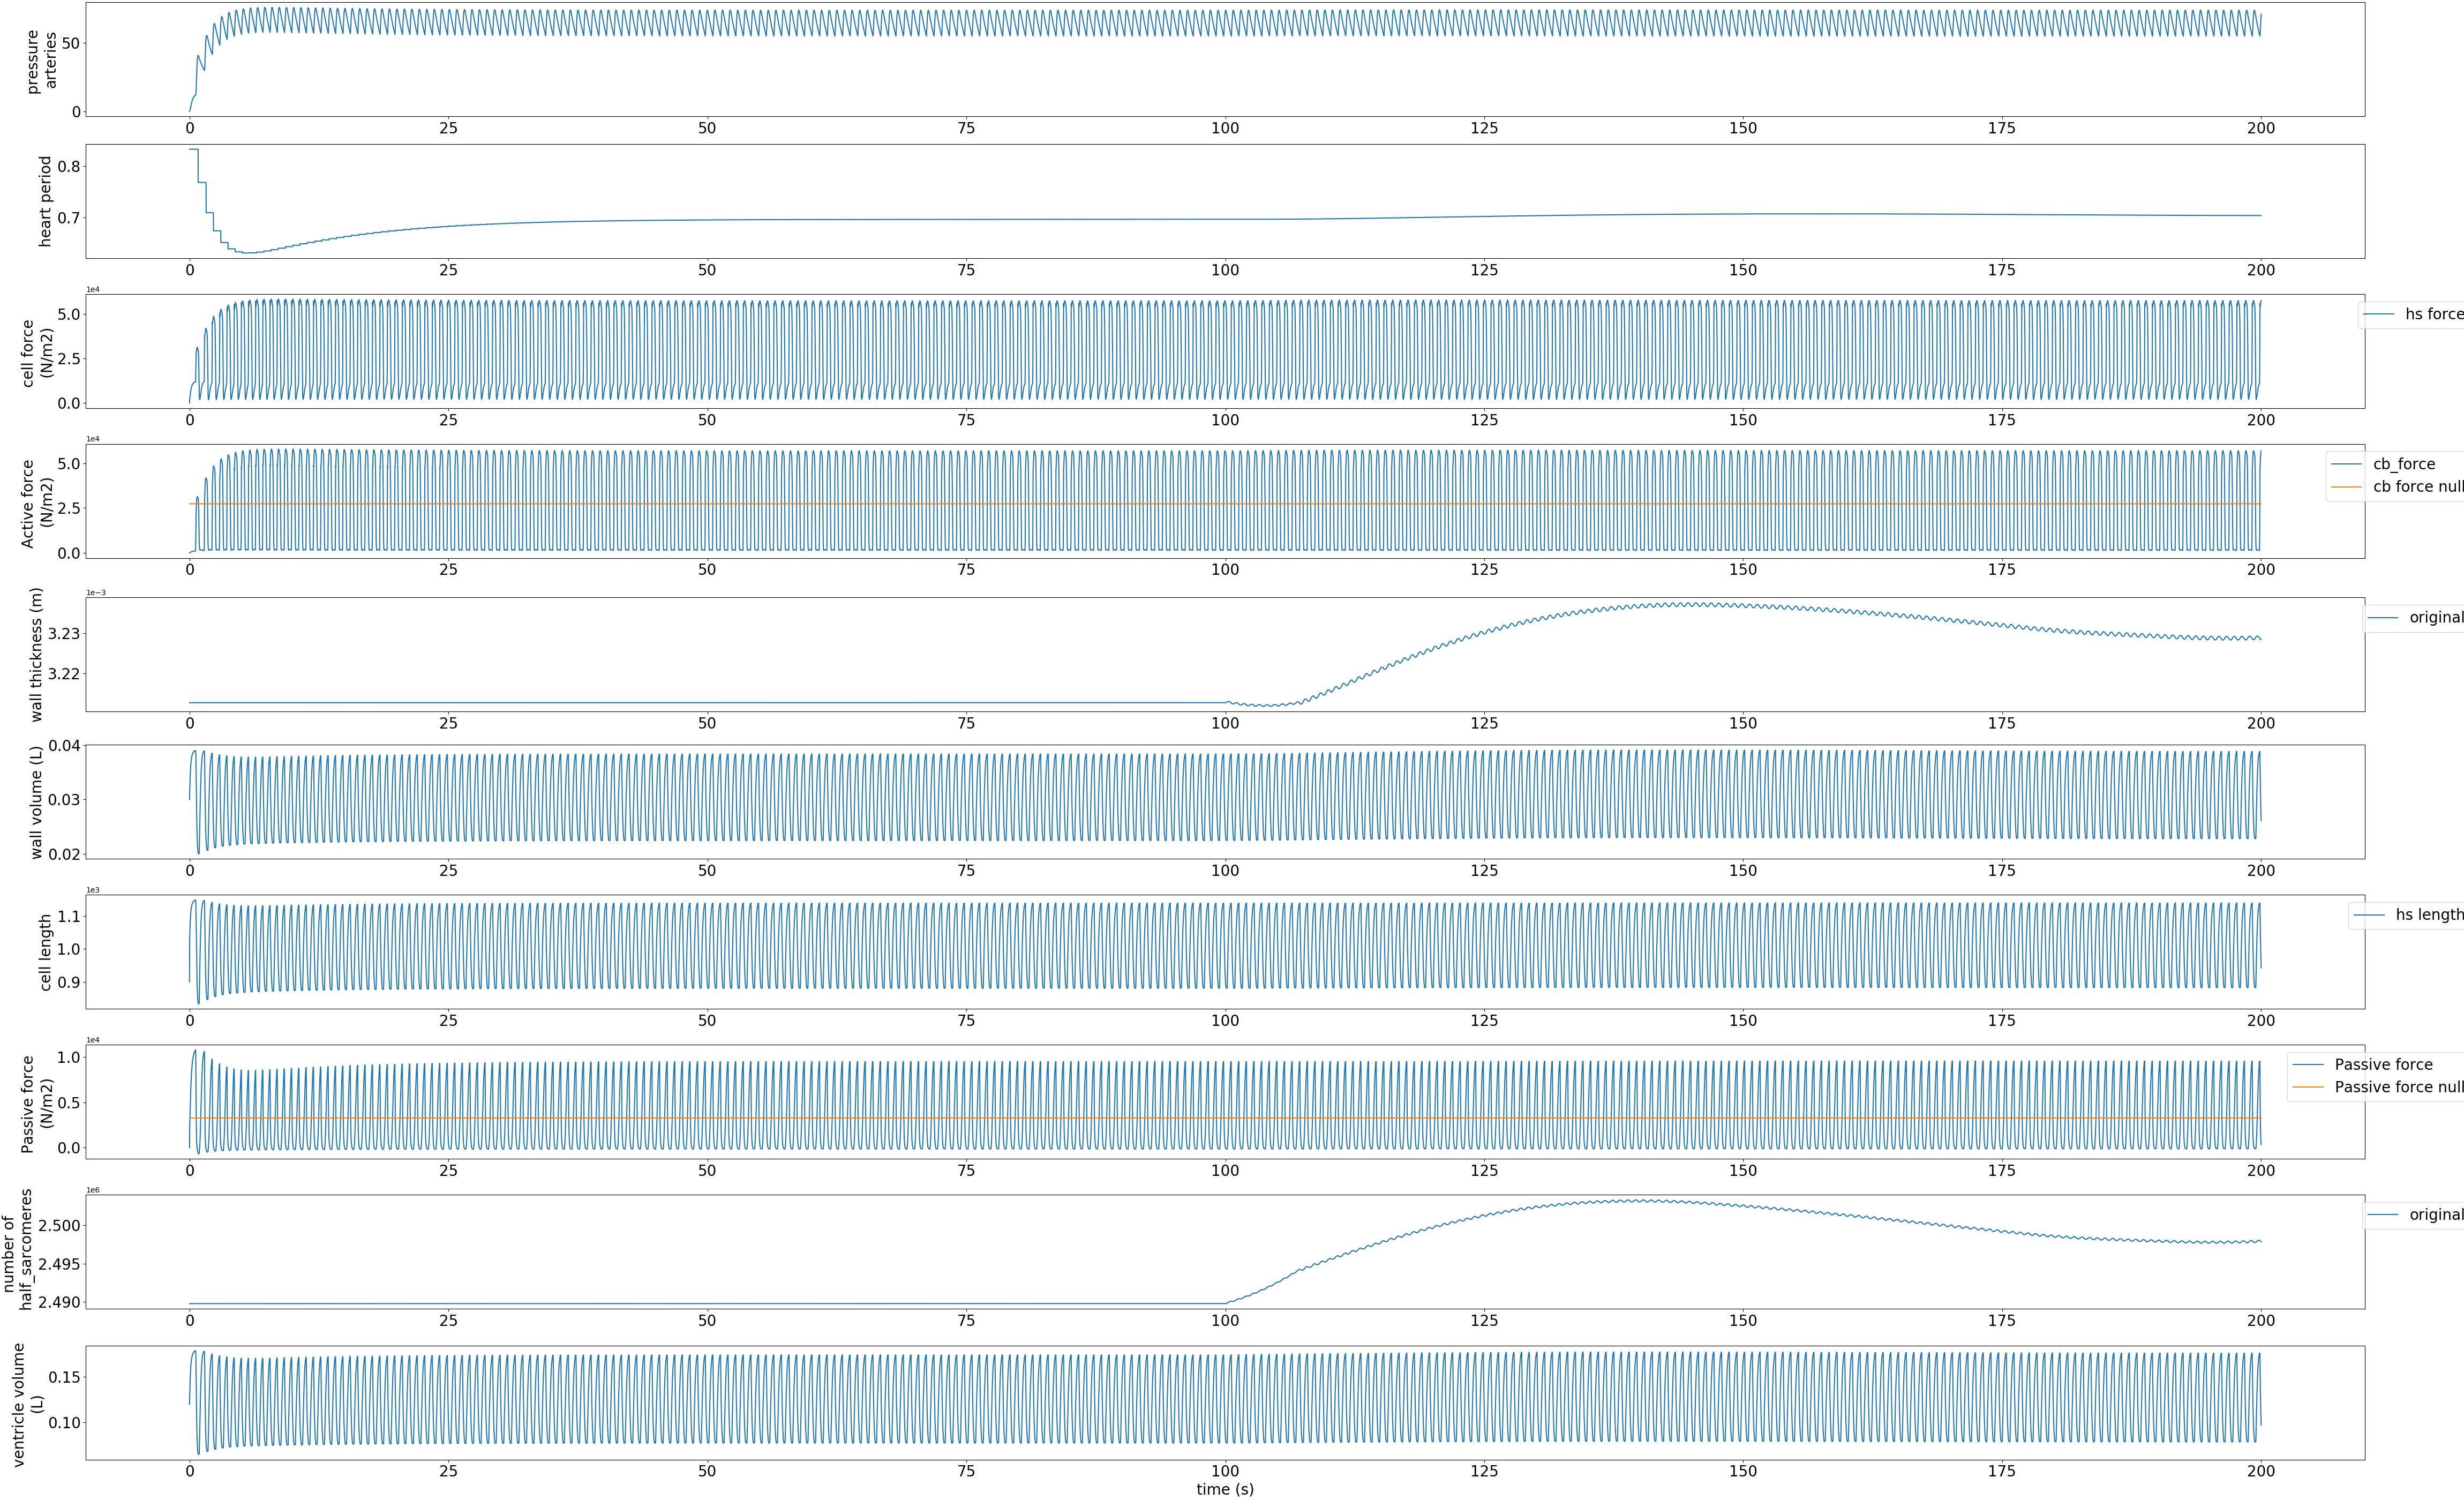 pressure
arteries
50
0
0 25 50 75 100 125 150 175 200
heart period
0.8
0.7
0 25 50 75 100 125 150 175 200
1e4
cell force
(N/m2)
5.0
2.5
0.0
hs force
0 25 50 75 100 125 150 175 200
1e4
Active force
(N/m2)
5.0
2.5
0.0
cb_force
cb force null
0 25 50 75 100 125 150 175 200
1e−3
wall thickness (m)
3.23
3.22
original
0 25 50 75 100 125 150 175 200
wall volume (L)
0.04
0.03
0.02
0 25 50 75 100 125 150 175 200
1e3
cell length
1.1
1.0
0.9
hs length
0 25 50 75 100 125 150 175 200
1e4
Passive force
(N/m2)
1.0
0.5
0.0
Passive force
Passive force null
0 25 50 75 100 125 150 175 200
1e6
number of
half_sarcomeres
2.500
2.495
2.490
original
0 25 50 75 100 125 150 175 200
ventricle volume
(L)
0.15
0.10
0 25 50 75 100 125 150 175 200
time (s)